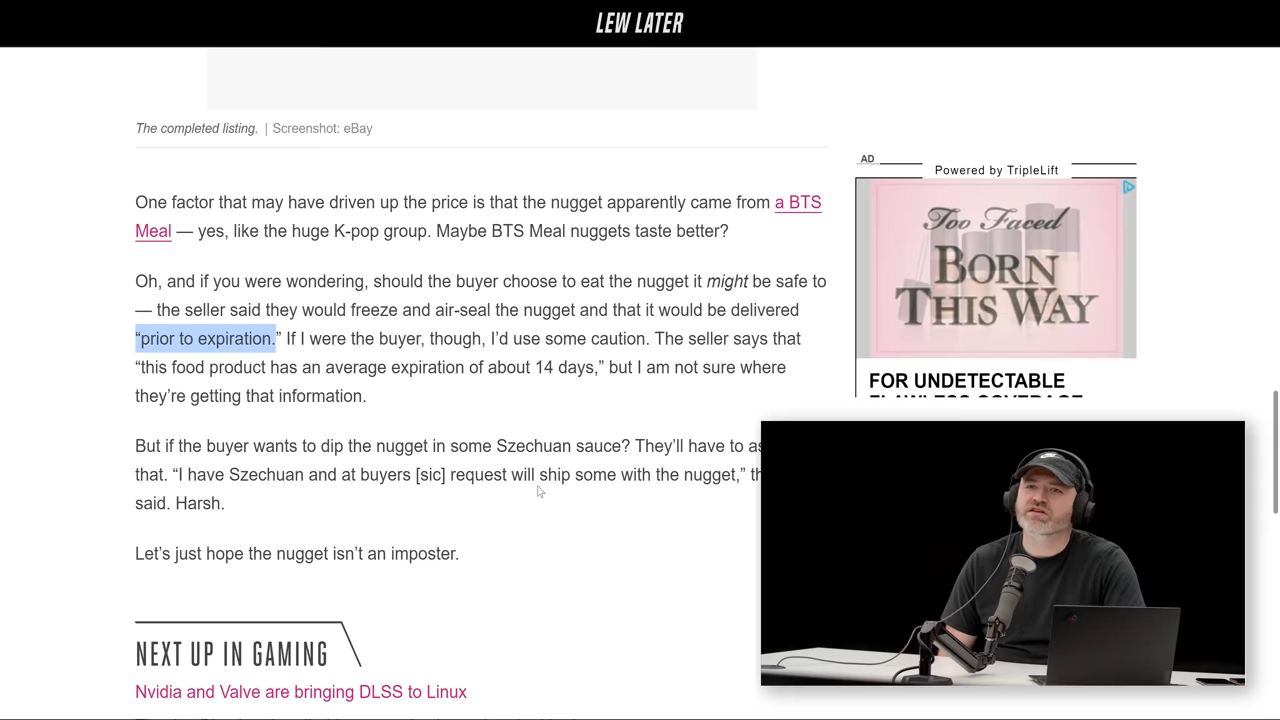 LEW LATER
The completed listing. | Screenshot: eBay
One factor that may have driven up the price is that the nugget apparently came from a BTS
Meal — yes, like the huge K-pop group. Maybe BTS Meal nuggets taste better?
Oh, and if you were wondering, should the buyer choose to eat the nugget it might be safe to
— the seller said they would freeze and air-seal the nugget and that it would be delivered
“prior to expiration.” If I were the buyer, though, I’d use some caution. The seller says that
“this food product has an average expiration of about 14 days,” but I am not sure where
they’re getting that information.
But if the buyer wants to dip the nugget in some Szechuan sauce? They’ll have to
that. “I have Szechuan and at buyers [sic] request will ship some with the nugget,”
said. Harsh.
Let’s just hope the nugget isn’t an imposter.
NEXT UP IN GAMING
Nvidia and Valve are bringing DLSS to Linux
AD
Powered by TripleLift
Too Faced
BORN
THIS WAY
FOR UNDETECTABLE